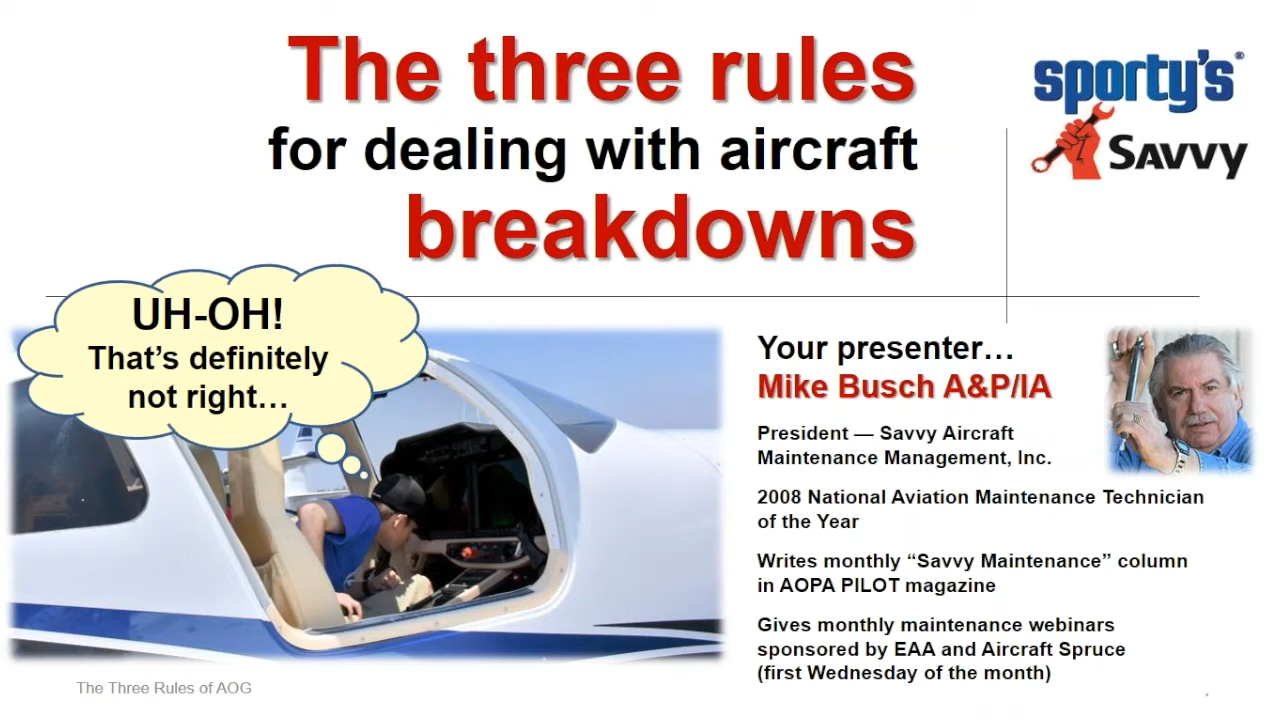 The three rules
for dealing with aircraft
breakdowns
sporty's®
SAVVY
UH-OH!
That's definitely
not right…
Your presenter…
Mike Busch A&P/IA
President — Savvy Aircraft
Maintenance Management, Inc.
2008 National Aviation Maintenance Technician
of the Year
Writes monthly “Savvy Maintenance” column
in AOPA PILOT magazine
Gives monthly maintenance webinars
sponsored by EAA and Aircraft Spruce
(first Wednesday of the month)
The Three Rules of AOG